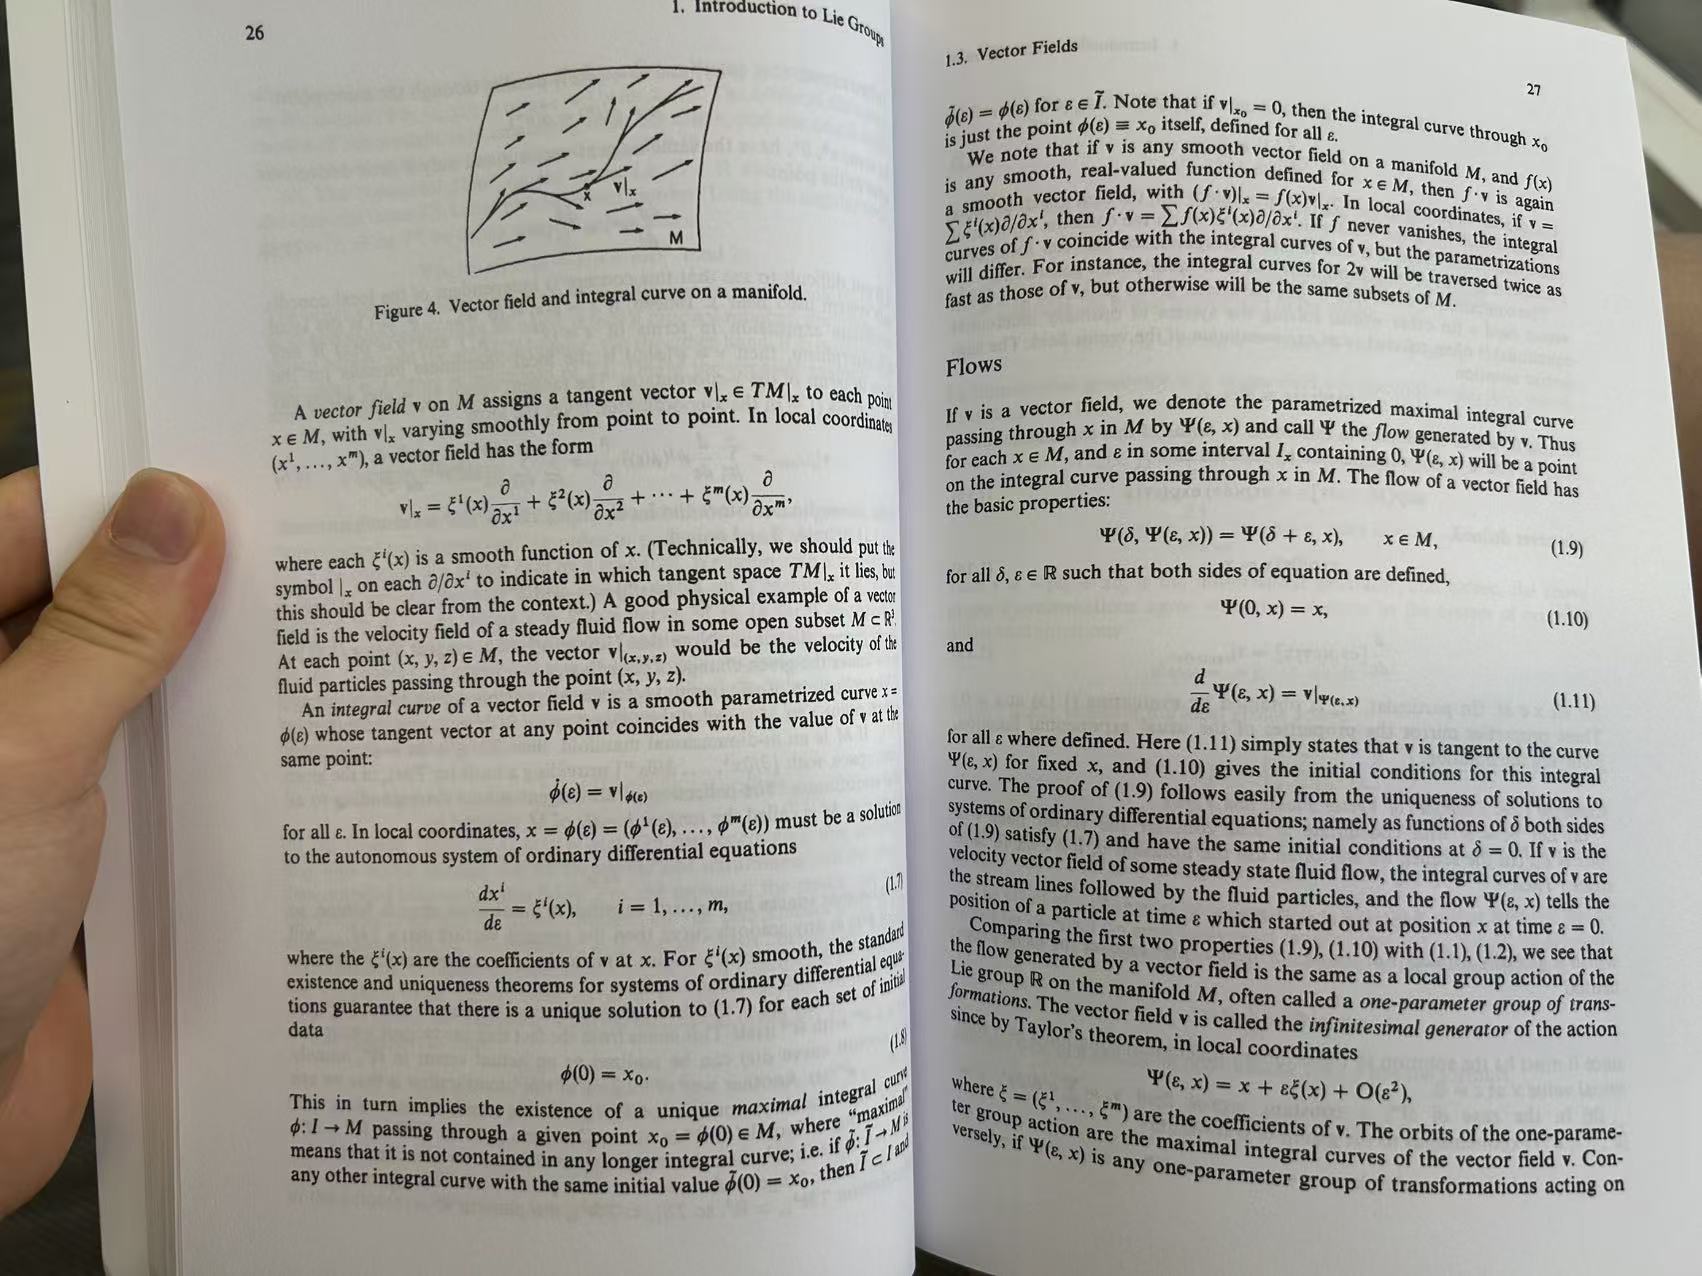 26
1. Introduction to Lie Groups
x
v|ₓ
M
Figure 4. Vector field and integral curve on a manifold.
A vector field v on M assigns a tangent vector v|ₓ ∈ TM|ₓ to each point
x ∈ M, with v|ₓ varying smoothly from point to point. In local coordinates
(x¹, ..., xᵐ), a vector field has the form
v|ₓ = ξ¹(x) ∂/∂x¹ + ξ²(x) ∂/∂x² + ⋯ + ξᵐ(x) ∂/∂xᵐ,
where each ξⁱ(x) is a smooth function of x. (Technically, we should put the
symbol |ₓ on each ∂/∂xⁱ to indicate in which tangent space TM|ₓ it lies, but
this should be clear from the context.) A good physical example of a vector
field is the velocity field of a steady fluid flow in some open subset M ⊂ ℝ³.
At each point (x, y, z) ∈ M, the vector v|(x,y,z) would be the velocity of the
fluid particles passing through the point (x, y, z).
An integral curve of a vector field v is a smooth parametrized curve x =
ϕ(ε) whose tangent vector at any point coincides with the value of v at the
same point:
ϕ̇(ε) = v|ϕ(ε)
for all ε. In local coordinates, x = ϕ(ε) = (ϕ¹(ε), ..., ϕᵐ(ε)) must be a solution
to the autonomous system of ordinary differential equations
dxⁱ/dε = ξⁱ(x), i = 1, ..., m, (1.7)
where the ξⁱ(x) are the coefficients of v at x. For ξⁱ(x) smooth, the standard
existence and uniqueness theorems for systems of ordinary differential equa-
tions guarantee that there is a unique solution to (1.7) for each set of initial
data
ϕ(0) = x₀. (1.8)
This in turn implies the existence of a unique maximal integral curve
ϕ: I → M passing through a given point x₀ = ϕ(0) ∈ M, where "maximal"
means that it is not contained in any longer integral curve; i.e. if ϕ̃: Ĩ → M is
any other integral curve with the same initial value ϕ̃(0) = x₀, then Ĩ ⊂ I and
1.3. Vector Fields
27
ϕ̃(ε) = ϕ(ε) for ε ∈ Ĩ. Note that if v|ₓ₀ = 0, then the integral curve through x₀
is just the point ϕ(ε) ≡ x₀ itself, defined for all ε.
We note that if v is any smooth vector field on a manifold M, and f(x)
is any smooth, real-valued function defined for x ∈ M, then f·v is again
a smooth vector field, with (f·v)|ₓ = f(x)v|ₓ. In local coordinates, if v =
∑ ξⁱ(x)∂/∂xⁱ, then f·v = ∑ f(x)ξⁱ(x)∂/∂xⁱ. If f never vanishes, the integral
curves of f·v coincide with the integral curves of v, but the parametrizations
will differ. For instance, the integral curves for 2v will be traversed twice as
fast as those of v, but otherwise will be the same subsets of M.
Flows
If v is a vector field, we denote the parametrized maximal integral curve
passing through x in M by Ψ(ε, x) and call Ψ the flow generated by v. Thus
for each x ∈ M, and ε in some interval Iₓ containing 0, Ψ(ε, x) will be a point
on the integral curve passing through x in M. The flow of a vector field has
the basic properties:
Ψ(δ, Ψ(ε, x)) = Ψ(δ + ε, x), x ∈ M, (1.9)
for all δ, ε ∈ ℝ such that both sides of equation are defined,
Ψ(0, x) = x, (1.10)
and
d/dε Ψ(ε, x) = v|Ψ(ε,x) (1.11)
for all ε where defined. Here (1.11) simply states that v is tangent to the curve
Ψ(ε, x) for fixed x, and (1.10) gives the initial conditions for this integral
curve. The proof of (1.9) follows easily from the uniqueness of solutions to
systems of ordinary differential equations; namely as functions of δ both sides
of (1.9) satisfy (1.7) and have the same initial conditions at δ = 0. If v is the
velocity vector field of some steady state fluid flow, the integral curves of v are
the stream lines followed by the fluid particles, and the flow Ψ(ε, x) tells the
position of a particle at time ε which started out at position x at time ε = 0.
Comparing the first two properties (1.9), (1.10) with (1.1), (1.2), we see that
the flow generated by a vector field is the same as a local group action of the
Lie group ℝ on the manifold M, often called a one-parameter group of trans-
formations. The vector field v is called the infinitesimal generator of the action
since by Taylor's theorem, in local coordinates
Ψ(ε, x) = x + εξ(x) + O(ε²),
where ξ = (ξ¹, ..., ξᵐ) are the coefficients of v. The orbits of the one-parame-
ter group action are the maximal integral curves of the vector field v. Con-
versely, if Ψ(ε, x) is any one-parameter group of transformations acting on